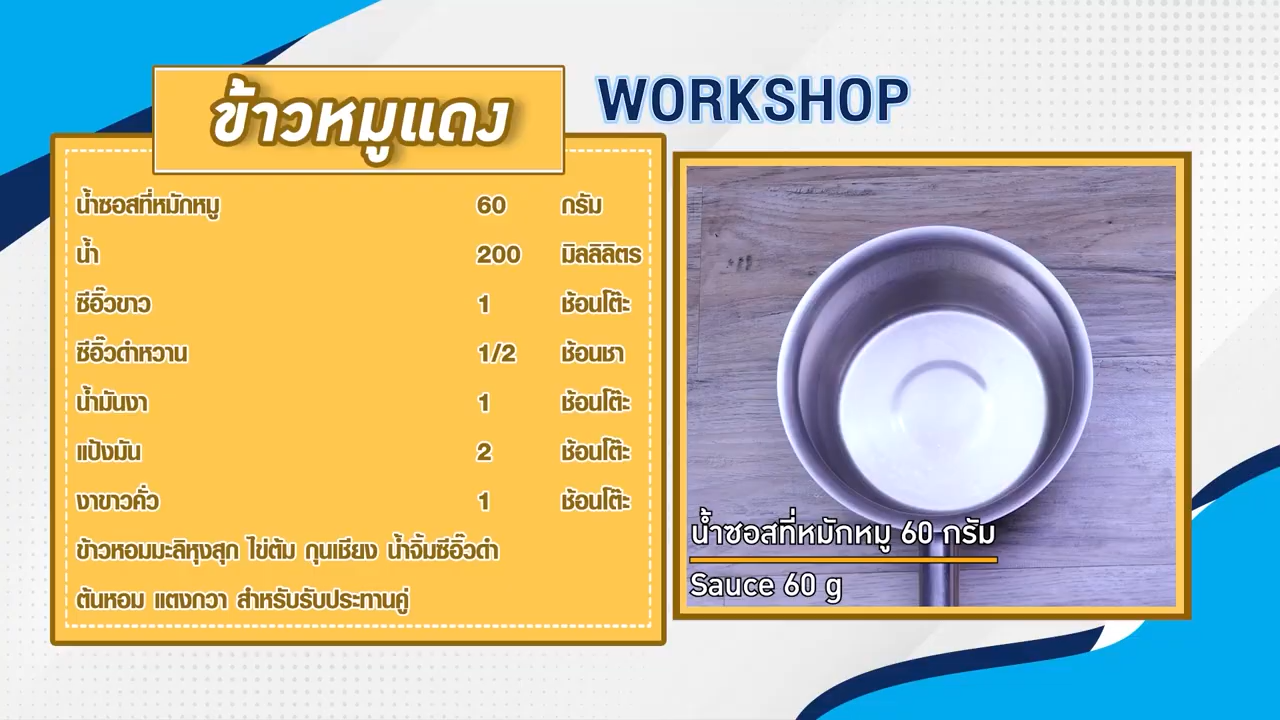 ข้าวหมูแดง
WORKSHOP
น้ำซอสที่หมักหมู 60 กรัม
น้ำ 200 มิลลิลิตร
ซีอิ๊วขาว 1 ช้อนโต๊ะ
ซีอิ๊วดำหวาน 1/2 ช้อนชา
น้ำมันงา 1 ช้อนโต๊ะ
แป้งมัน 2 ช้อนโต๊ะ
งาขาวคั่ว 1 ช้อนโต๊ะ
ข้าวหอมมะลิหุงสุก ไข่ต้ม กุนเชียง น้ำจิ้มซีอิ๊วดำ
ต้นหอม แตงกวา สำหรับรับประทานคู่
น้ำซอสที่หมักหมู 60 กรัม
Sauce 60 g